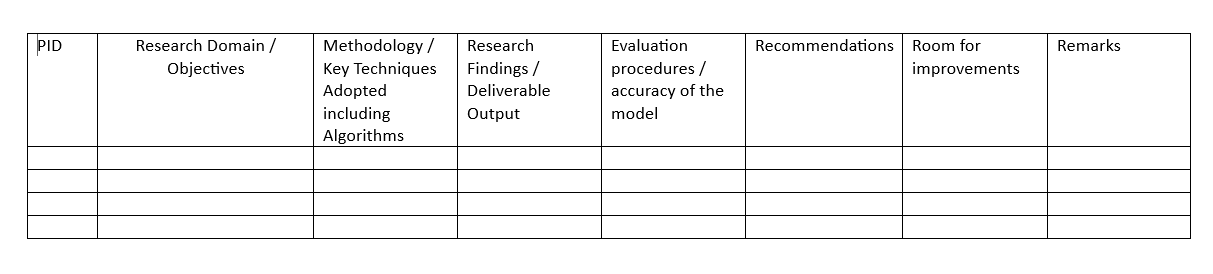 PID
Research Domain /
Objectives
Methodology /
Key Techniques
Adopted
including
Algorithms
Research
Findings /
Deliverable
Output
Evaluation
procedures /
accuracy of the
model
Recommendations
Room for
improvements
Remarks